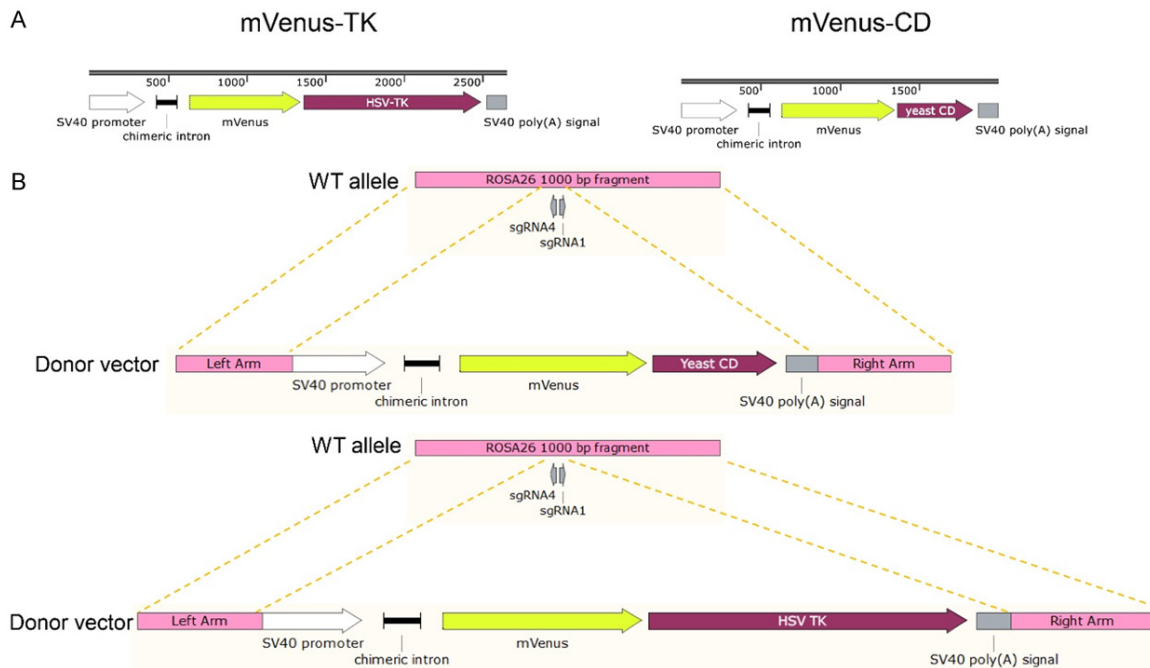 A
mVenus-TK
mVenus-CD
500 1000 1500 2000 2500
HSV-TK
SV40 promoter
mVenus
SV40 poly(A) signal
chimeric intron
500 1000 1500
yeast CD
SV40 promoter
mVenus
SV40 poly(A) signal
chimeric intron
B
WT allele
ROSA26 1000 bp fragment
sgRNA4
sgRNA1
Donor vector
Left Arm
Yeast CD
Right Arm
SV40 promoter
mVenus
chimeric intron
SV40 poly(A) signal
WT allele
ROSA26 1000 bp fragment
sgRNA4
sgRNA1
Donor vector
Left Arm
HSV TK
Right Arm
SV40 promoter
mVenus
chimeric intron
SV40 poly(A) signal